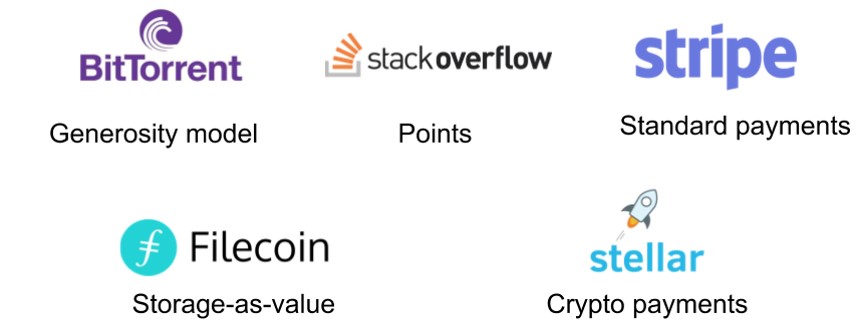 BitTorrent
stackoverflow
stripe
Generosity model
Points
Standard payments
Filecoin
stellar
Storage-as-value
Crypto payments